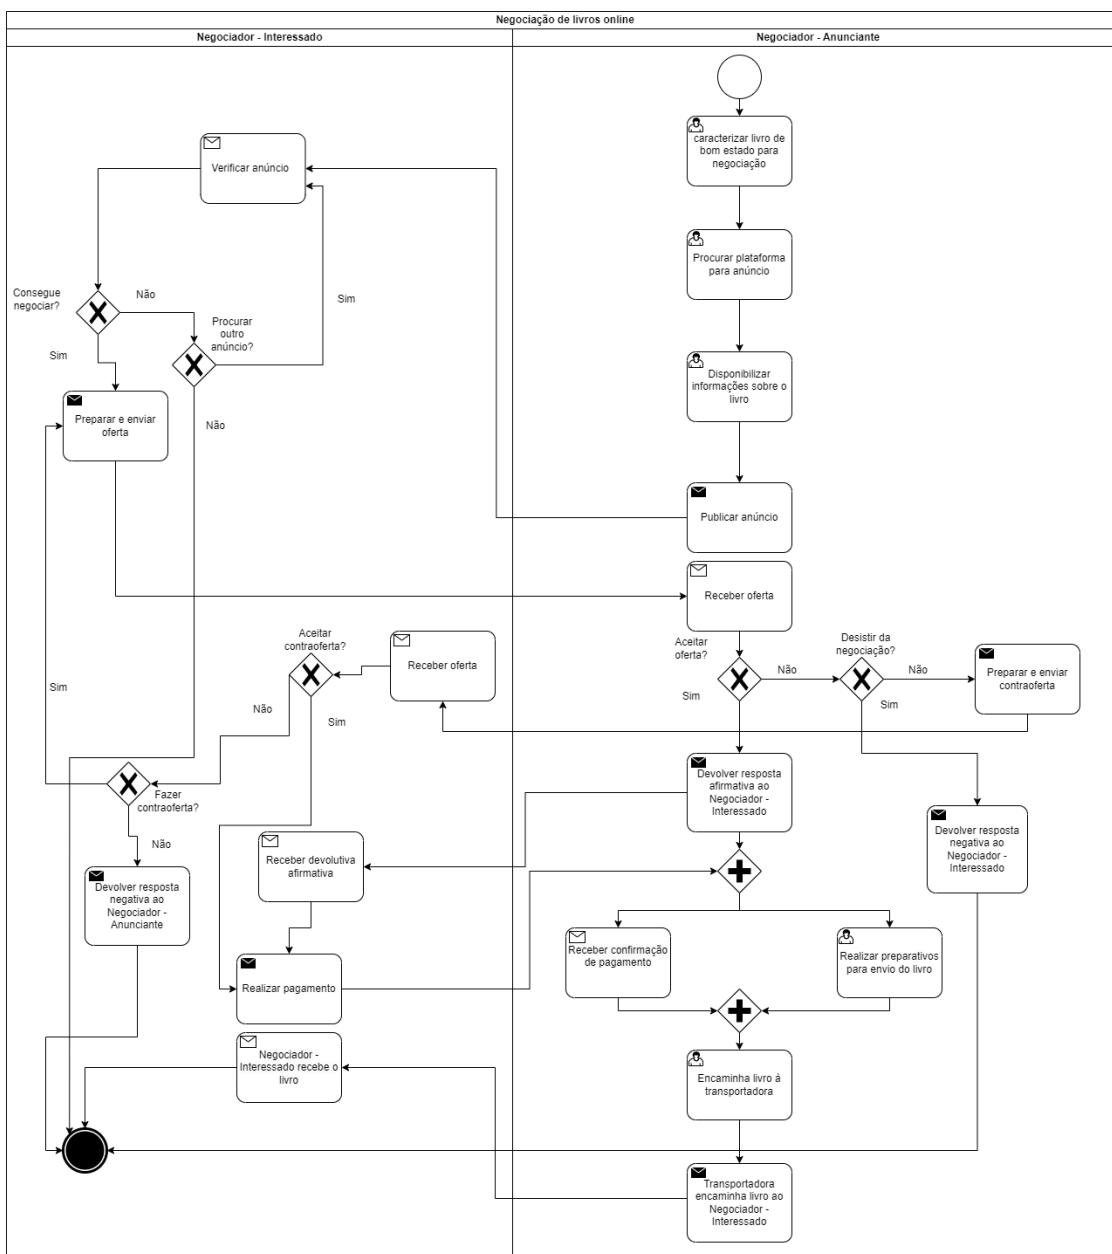 Negociação de livros online
Negociador - Interessado
Negociador - Anunciante
caracterizar livro de
bom estado para
negociação
Verificar anúncio
Procurar plataforma
para anúncio
Consegue
negociar?
Não
Sim
Procurar
outro
anúncio?
Sim
Disponibilizar
informações sobre o
livro
Preparar e enviar
oferta
Não
Publicar anúncio
Receber oferta
Aceitar
contraoferta?
Receber oferta
Aceitar
oferta?
Não
Sim
Desistir da
negociação?
Não
Sim
Preparar e enviar
contraoferta
Sim
Não
Sim
Fazer
contraoferta?
Não
Devolver resposta
afirmativa ao
Negociador -
Interessado
Devolver resposta
negativa ao
Negociador -
Interessado
Receber devolutiva
afirmativa
Devolver resposta
negativa ao
Negociador -
Anunciante
Receber confirmação
de pagamento
Realizar preparativos
para envio do livro
Realizar pagamento
Negociador -
Interessado recebe o
livro
Encaminha livro à
transportadora
Transportadora
encaminha livro ao
Negociador -
Interessado